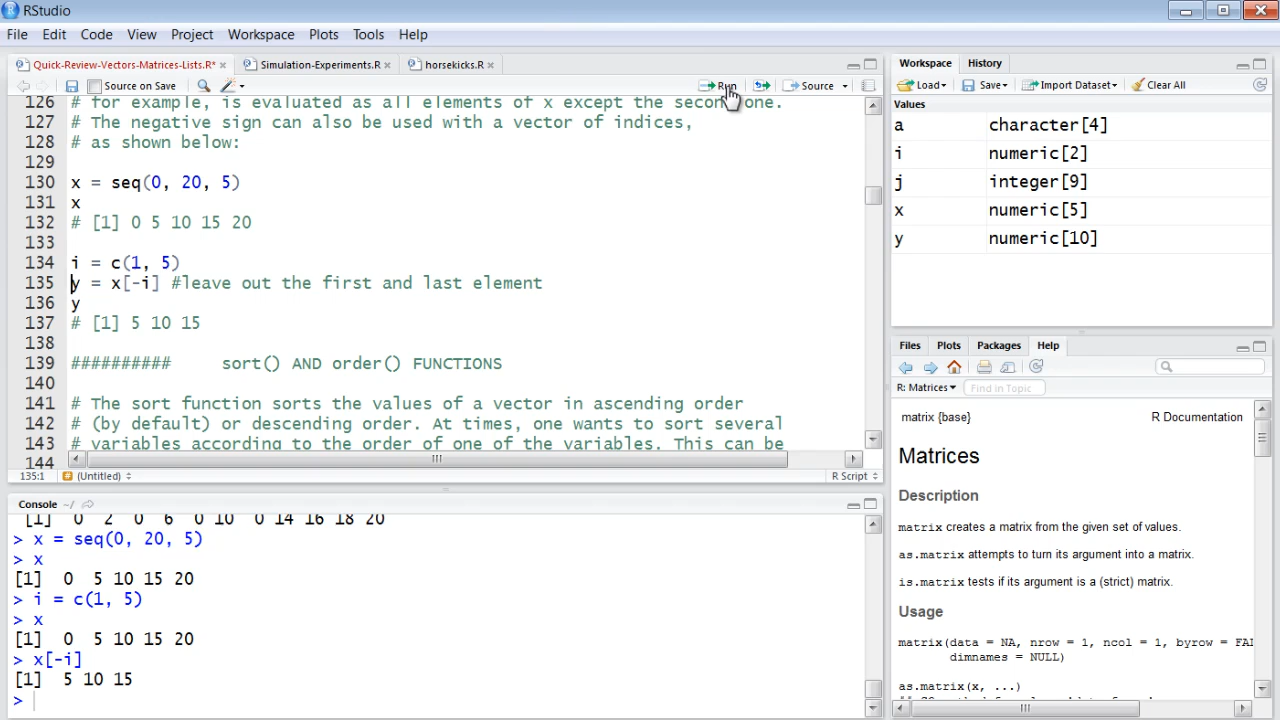 RStudio
File Edit Code View Project Workspace Plots Tools Help
Quick-Review-Vectors-Matrices-Lists.R* Simulation-Experiments.R horsekicks.R
Source on Save Run Source
126 # for example, is evaluated as all elements of x except the second one.
127 # The negative sign can also be used with a vector of indices,
128 # as shown below:
129
130 x = seq(0, 20, 5)
131 x
132 # [1] 0 5 10 15 20
133
134 i = c(1, 5)
135 y = x[-i] #leave out the first and last element
136 y
137 # [1] 5 10 15
138
139 ########## sort() AND order() FUNCTIONS
140
141 # The sort function sorts the values of a vector in ascending order
142 # (by default) or descending order. At times, one wants to sort several
143 # variables according to the order of one of the variables. This can be
144
135:1 (Untitled) R Script
Console ~/
[1] 0 2 0 6 0 10 0 14 16 18 20
> x = seq(0, 20, 5)
> x
[1] 0 5 10 15 20
> i = c(1, 5)
> x
[1] 0 5 10 15 20
> x[-i]
[1] 5 10 15
>
Workspace History
Load Save Import Dataset Clear All
Values
a character[4]
i numeric[2]
j integer[9]
x numeric[5]
y numeric[10]
Files Plots Packages Help
R: Matrices Find in Topic
matrix {base} R Documentation
Matrices
Description
matrix creates a matrix from the given set of values.
as.matrix attempts to turn its argument into a matrix.
is.matrix tests if its argument is a (strict) matrix.
Usage
matrix(data = NA, nrow = 1, ncol = 1, byrow = FAL
dimnames = NULL)
as.matrix(x, ...)